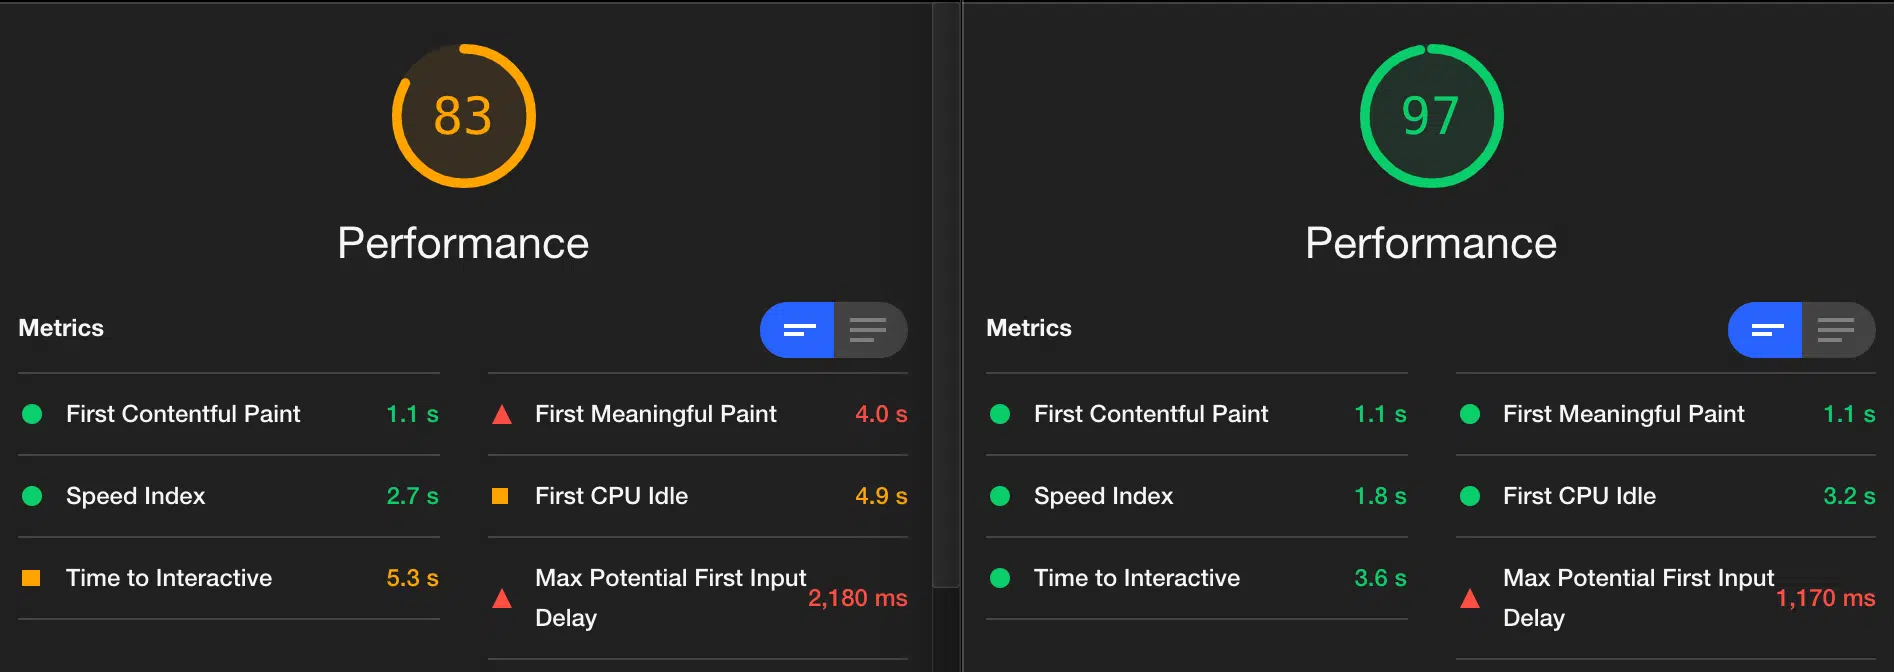 83
Performance
Metrics
First Contentful Paint 1.1 s
First Meaningful Paint 4.0 s
Speed Index 2.7 s
First CPU Idle 4.9 s
Time to Interactive 5.3 s
Max Potential First Input
Delay
2,180 ms
97
Performance
Metrics
First Contentful Paint 1.1 s
First Meaningful Paint 1.1 s
Speed Index 1.8 s
First CPU Idle 3.2 s
Time to Interactive 3.6 s
Max Potential First Input
Delay
1,170 ms